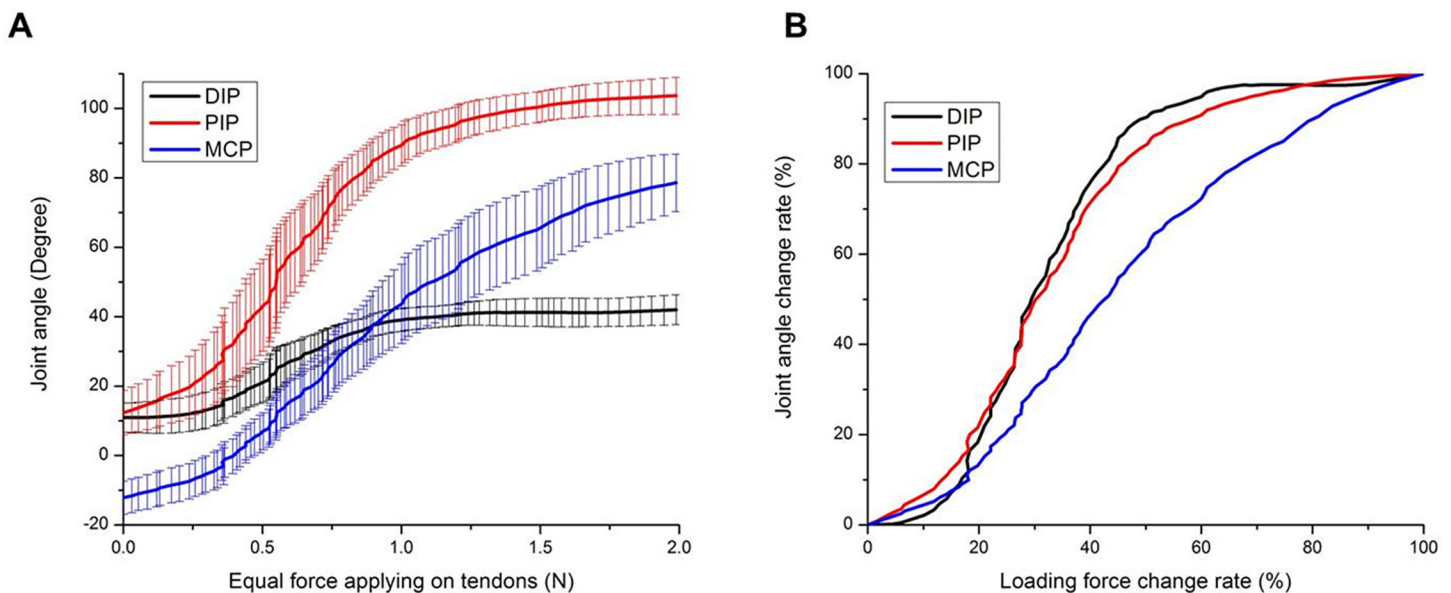 A
Joint angle (Degree)
100
80
60
40
20
0
-20
DIP
PIP
MCP
0.0
0.5
1.0
1.5
2.0
Equal force applying on tendons (N)
B
Joint angle change rate (%)
100
80
60
40
20
0
DIP
PIP
MCP
0
20
40
60
80
100
Loading force change rate (%)